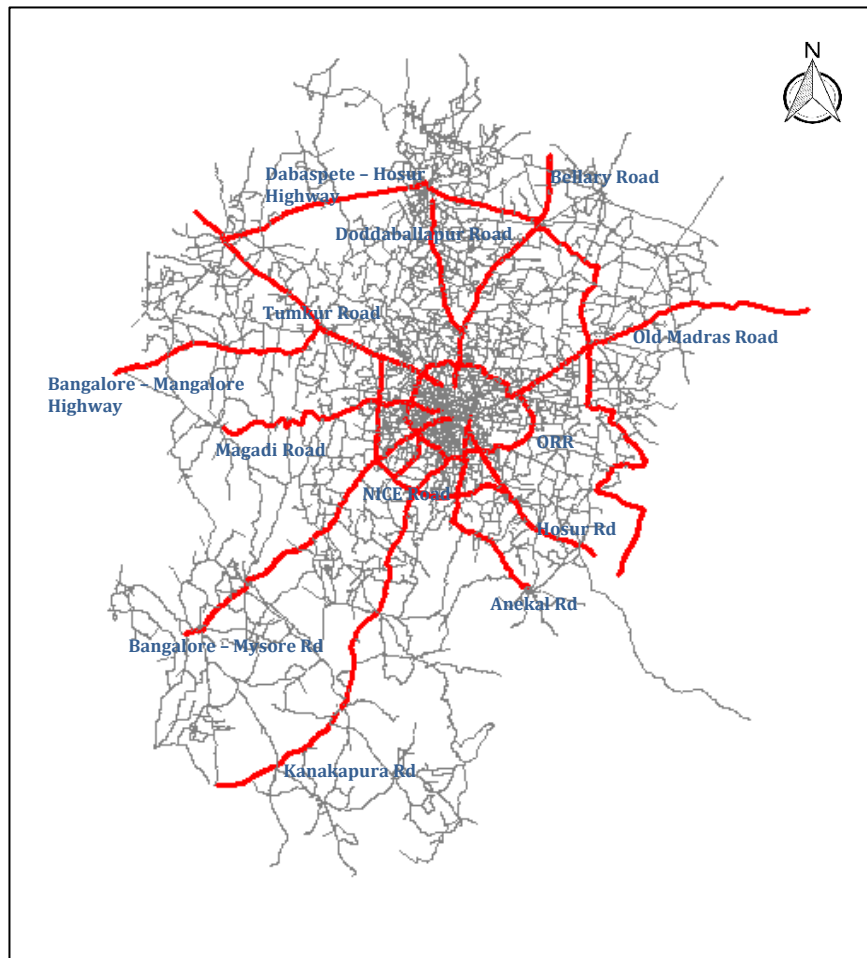 N
Dabaspete – Hosur
Highway
Bellary Road
Doddaballapur Road
Tumkur Road
Old Madras Road
Bangalore – Mangalore
Highway
Magadi Road
ORR
NICE Road
Hosur Rd
Anekal Rd
Bangalore – Mysore Rd
Kanakapura Rd